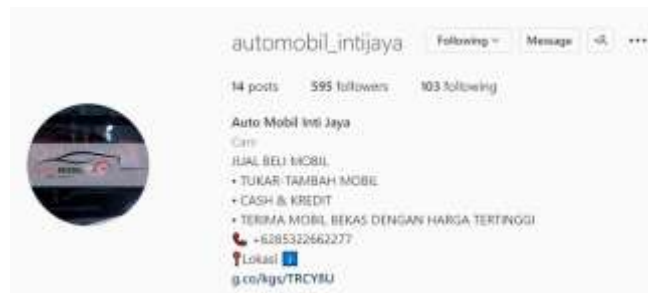 automobil_intijaya Following Message
14 posts 595 followers 103 following
Auto Mobil Inti Jaya
Cars
JUAL BELI MOBIL
• TUKAR TAMBAH MOBIL
• CASH & KREDIT
• TERIMA MOBIL BEKAS DENGAN HARGA TERTINGGI
+6285322662277
Lokasi
g.co/kgs/TRCY8U
MOBIL